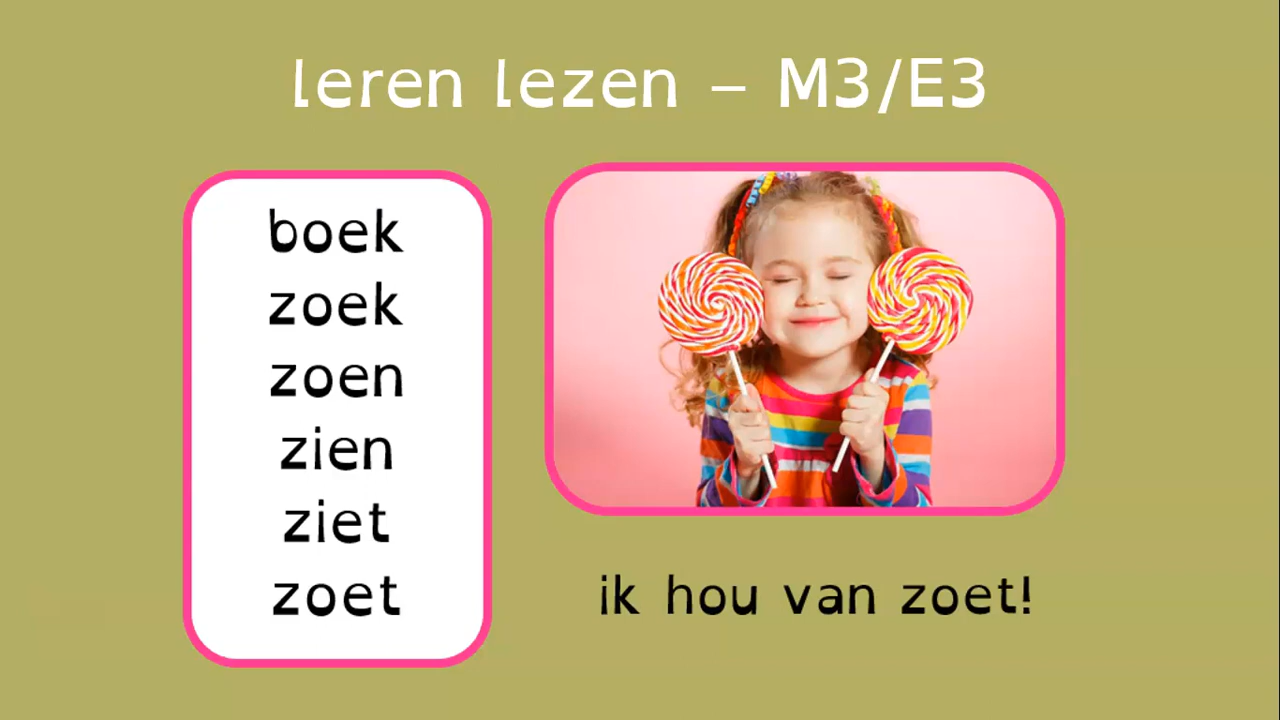 leren lezen – M3/E3
boek
zoek
zoen
zien
ziet
zoet
ik hou van zoet!